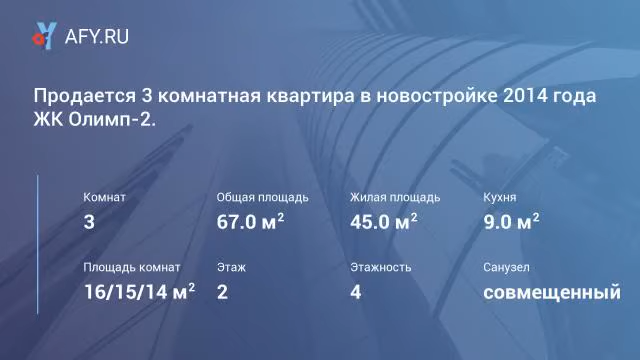 AFY.RU
Продается 3 комнатная квартира в новостройке 2014 года
ЖК Олимп-2.
Комнат
Общая площадь
Жилая площадь
Кухня
3
67.0 м²
45.0 м²
9.0 м²
Площадь комнат
Этаж
Этажность
Санузел
16/15/14 м²
2
4
совмещенный